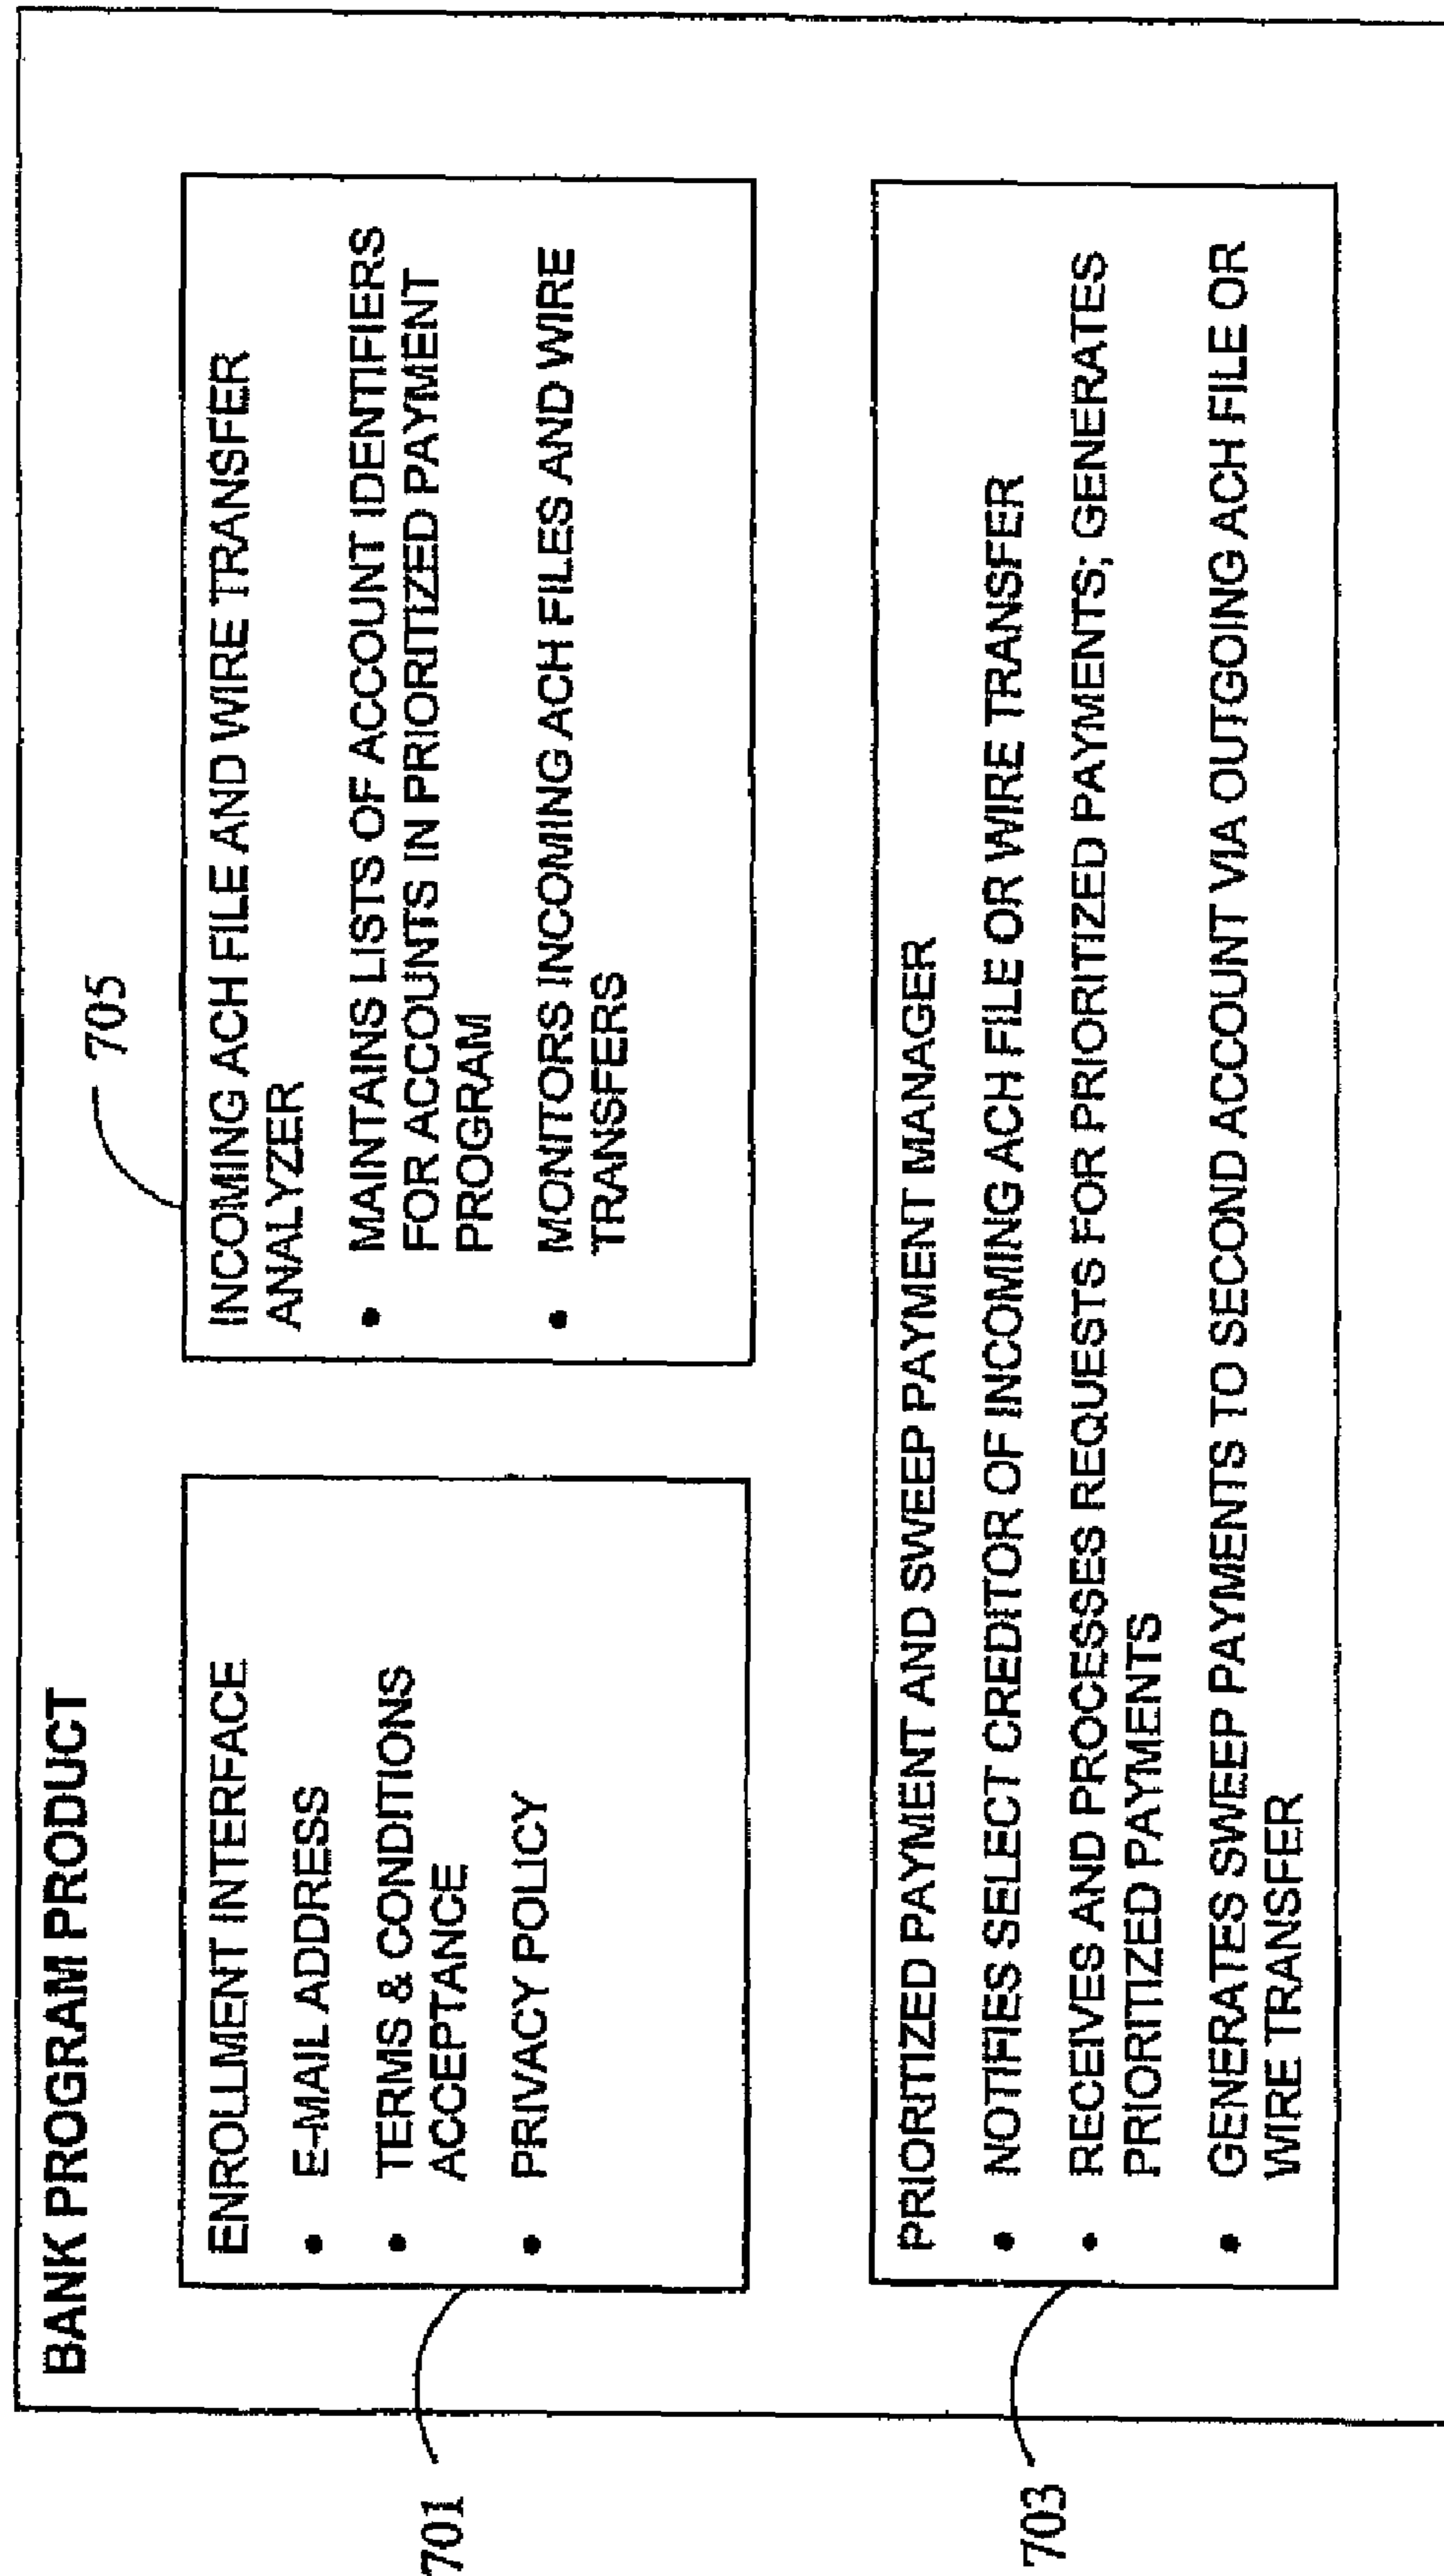 BANK PROGRAM PRODUCT
701
ENROLLMENT INTERFACE
• E-MAIL ADDRESS
• TERMS & CONDITIONS
ACCEPTANCE
• PRIVACY POLICY
705
INCOMING ACH FILE AND WIRE TRANSFER
ANALYZER
• MAINTAINS LISTS OF ACCOUNT IDENTIFIERS
FOR ACCOUNTS IN PRIORITIZED PAYMENT
PROGRAM
• MONITORS INCOMING ACH FILES AND WIRE
TRANSFERS
703
PRIORITIZED PAYMENT AND SWEEP PAYMENT MANAGER
• NOTIFIES SELECT CREDITOR OF INCOMING ACH FILE OR WIRE TRANSFER
• RECEIVES AND PROCESSES REQUESTS FOR PRIORITIZED PAYMENTS; GENERATES
PRIORITIZED PAYMENTS
• GENERATES SWEEP PAYMENTS TO SECOND ACCOUNT VIA OUTGOING ACH FILE OR
WIRE TRANSFER